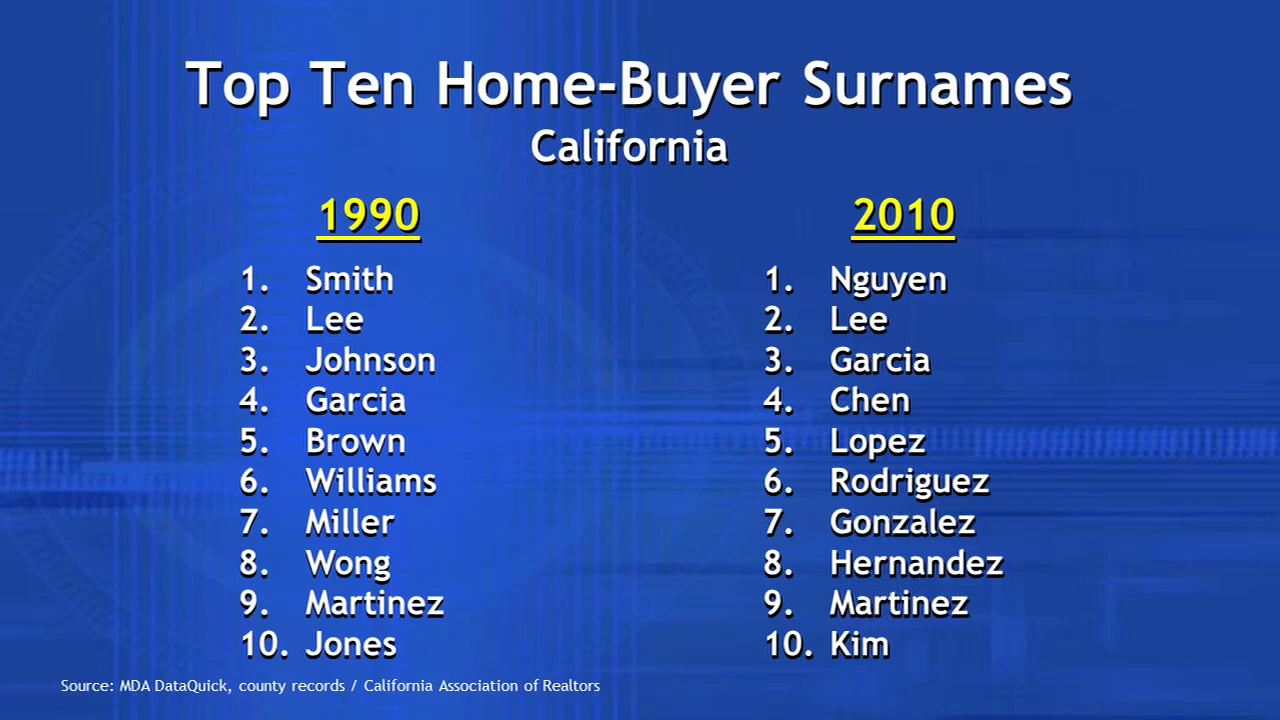 Top Ten Home-Buyer Surnames
California
1990
1. Smith
2. Lee
3. Johnson
4. Garcia
5. Brown
6. Williams
7. Miller
8. Wong
9. Martinez
10. Jones
2010
1. Nguyen
2. Lee
3. Garcia
4. Chen
5. Lopez
6. Rodriguez
7. Gonzalez
8. Hernandez
9. Martinez
10. Kim
Source: MDA DataQuick, county records / California Association of Realtors